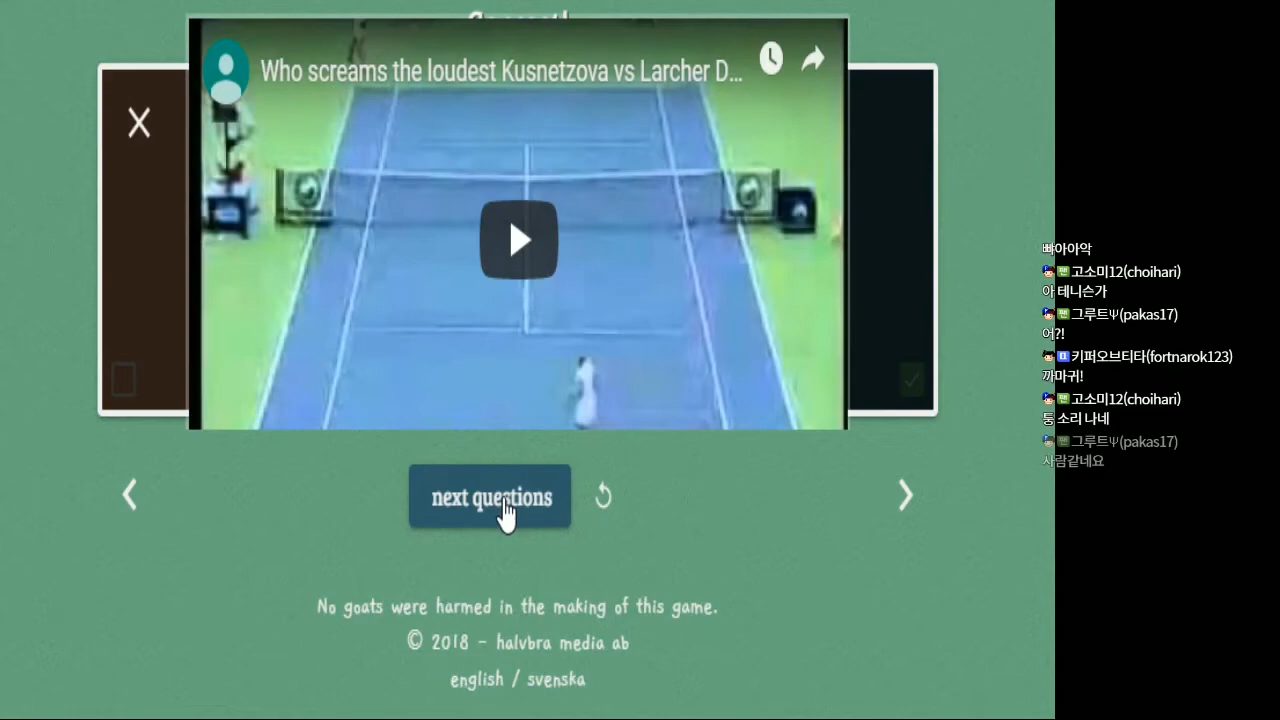 Who screams the loudest Kusnetzova vs Larcher D...
next questions
No goats were harmed in the making of this game.
© 2018 - halvbra media ab
english / svenska
뺘아아악
고소미12(choihari)
아 테니슨가
그루트Ψ(pakas17)
어?!
키퍼오브티타(fortnarok123)
까마귀!
고소미12(choihari)
퉁 소리 나네
그루트Ψ(pakas17)
사람같네요